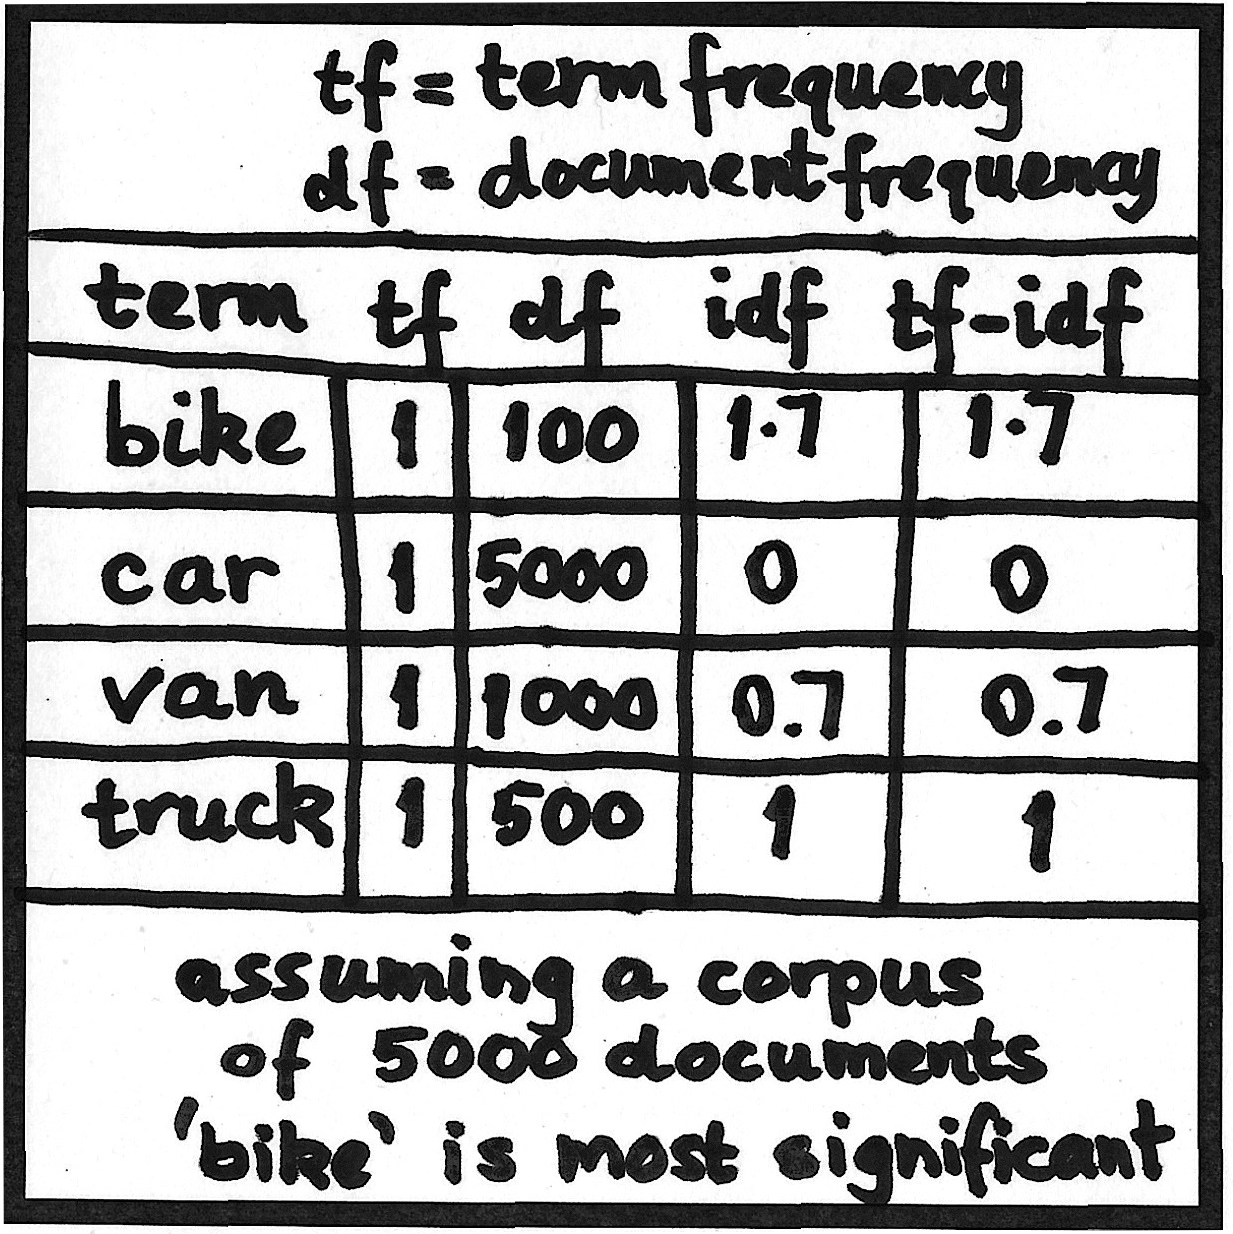 tf = term frequency
df = document frequency
term tf df idf tf-idf
bike 1 100 1.7 1.7
car 1 5000 0 0
van 1 1000 0.7 0.7
truck 1 500 1 1
assuming a corpus
of 5000 documents
'bike' is most significant